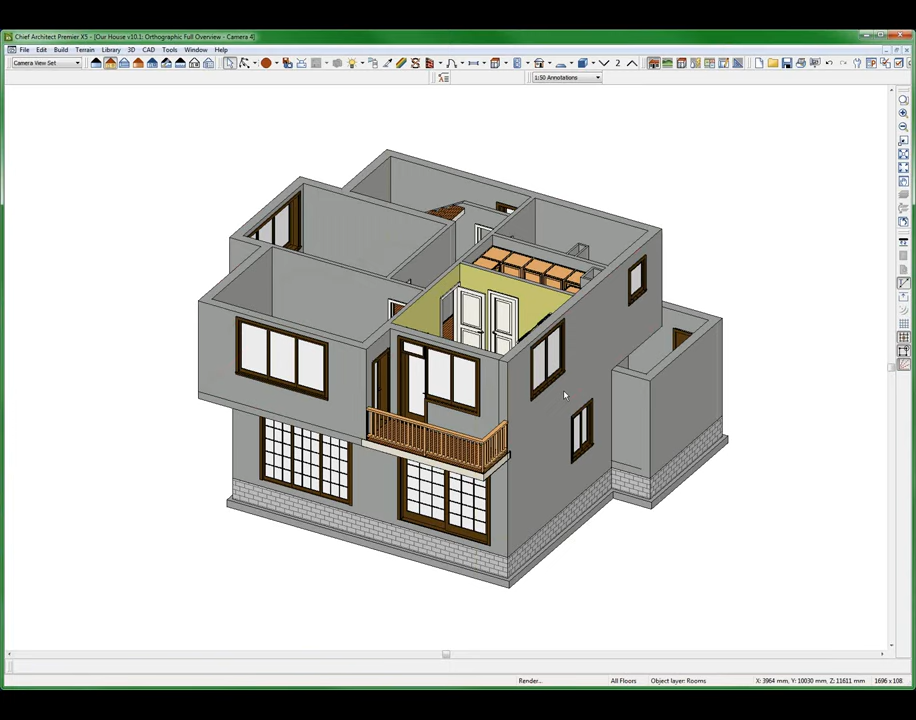 Chief Architect Premier X5 - [Our House v10.1: Orthographic Full Overview - Camera 4]
File Edit Build Terrain Library 3D CAD Tools Window Help
Camera View Set 2
1:50 Annotations
Render... All Floors Object layer: Rooms X: 3964 mm, Y: 10030 mm, Z: 11611 mm 1696 x 108